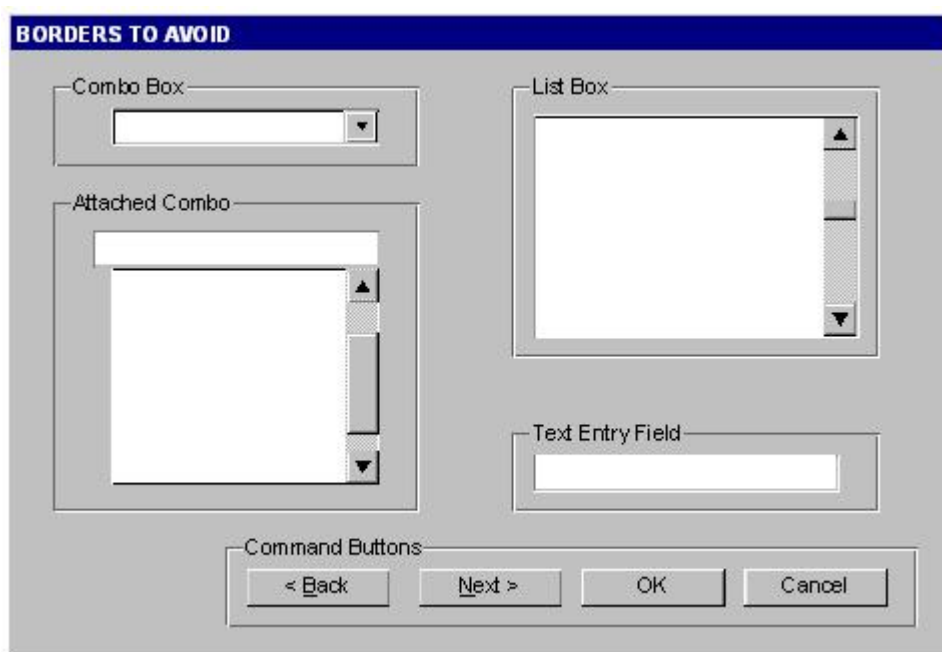 BORDERS TO AVOID
Combo Box
List Box
Attached Combo
Text Entry Field
Command Buttons
< Back
Next >
OK
Cancel